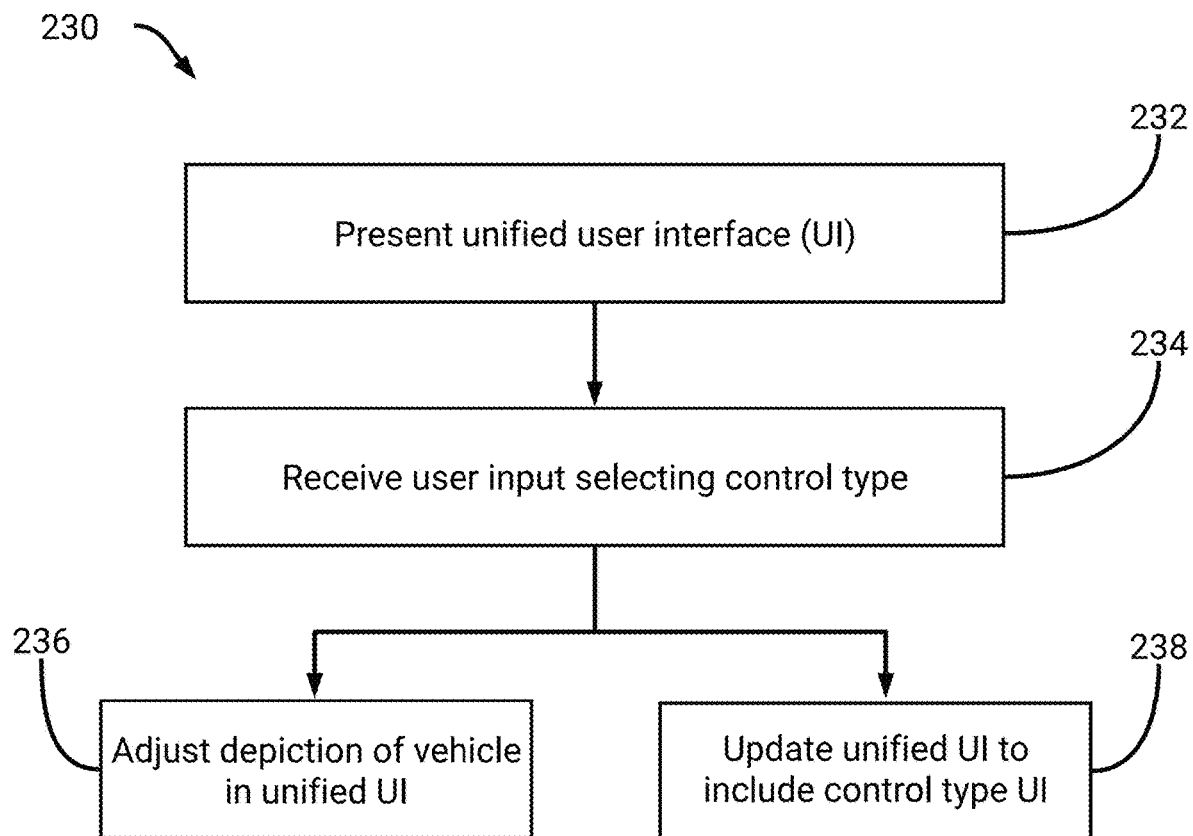 230
232
Present unified user interface (UI)
234
Receive user input selecting control type
236
238
Adjust depiction of vehicle
in unified UI
Update unified UI to
include control type UI